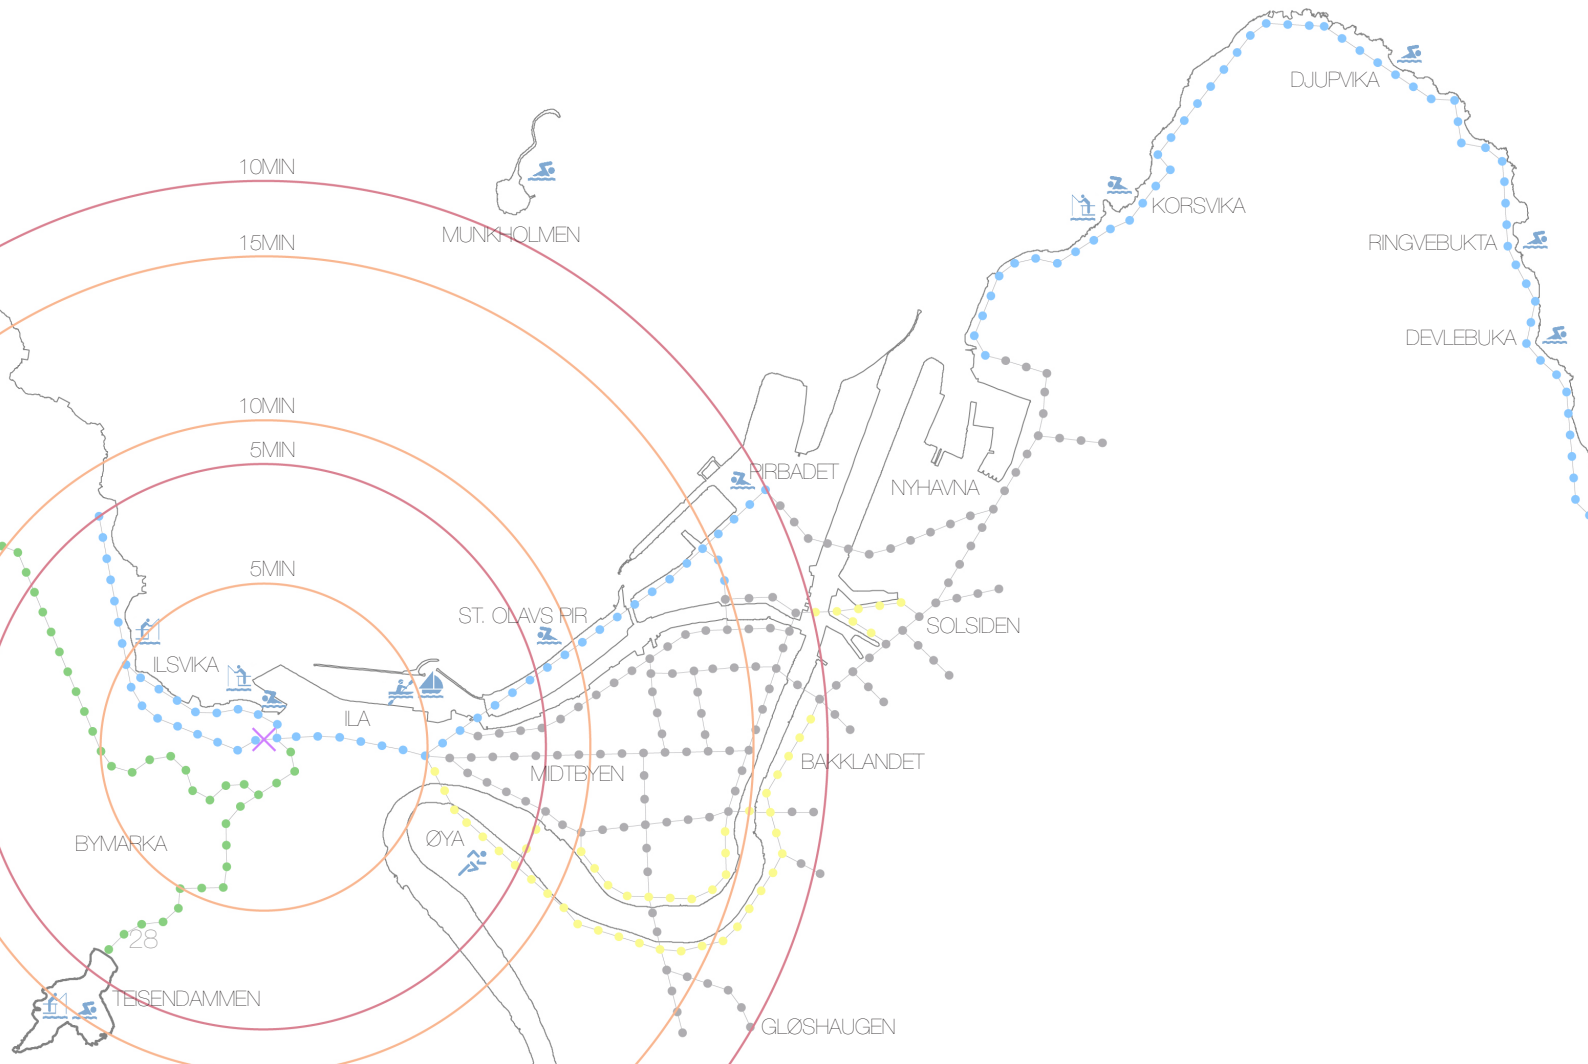 DJUPVIKA
10MIN
KORSVIKA
MUNKHOLMEN
15MIN
RINGVEBUKTA
DEVLEBUKA
10MIN
5MIN
PIRBADET
NYHAVNA
5MIN
ST. OLAVS PIR
SOLSIDEN
ILSVIKA
ILA
BAKKLANDET
MIDTBYEN
ØYA
BYMARKA
28
TEISENDAMMEN
GLØSHAUGEN